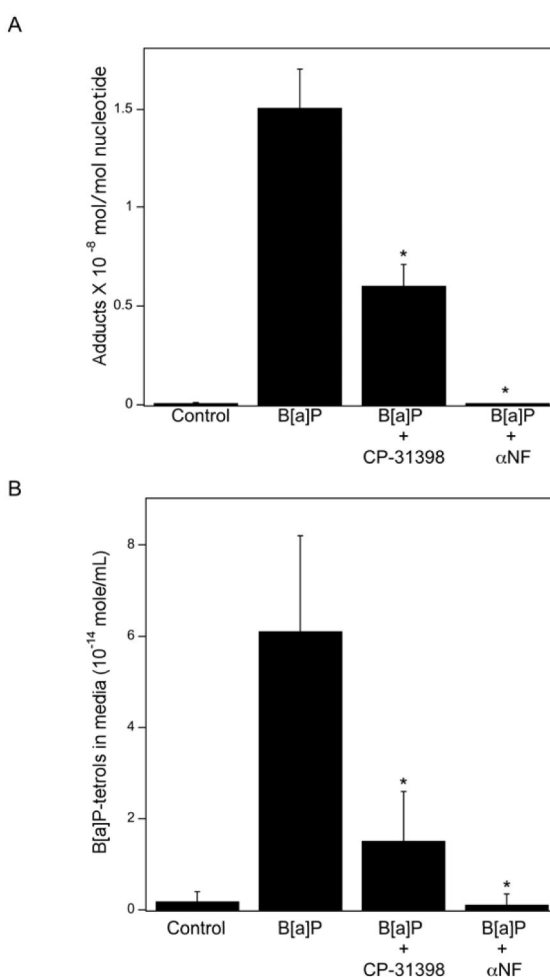 A
Adducts X 10⁻⁸ mol/mol nucleotide
1.5
1
0.5
0
*
*
Control
B[a]P
B[a]P
+
CP-31398
B[a]P
+
αNF
B
B[a]P-tetrols in media (10⁻¹⁴ mole/mL)
8
6
4
2
0
*
*
Control
B[a]P
B[a]P
+
CP-31398
B[a]P
+
αNF